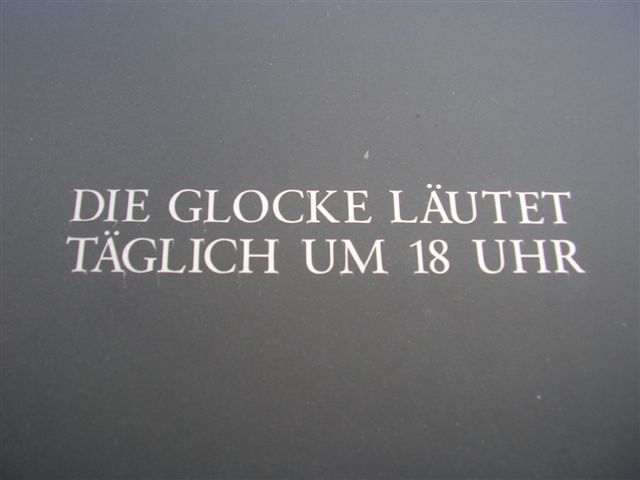 DIE GLOCKE LÄUTET
TÄGLICH UM 18 UHR